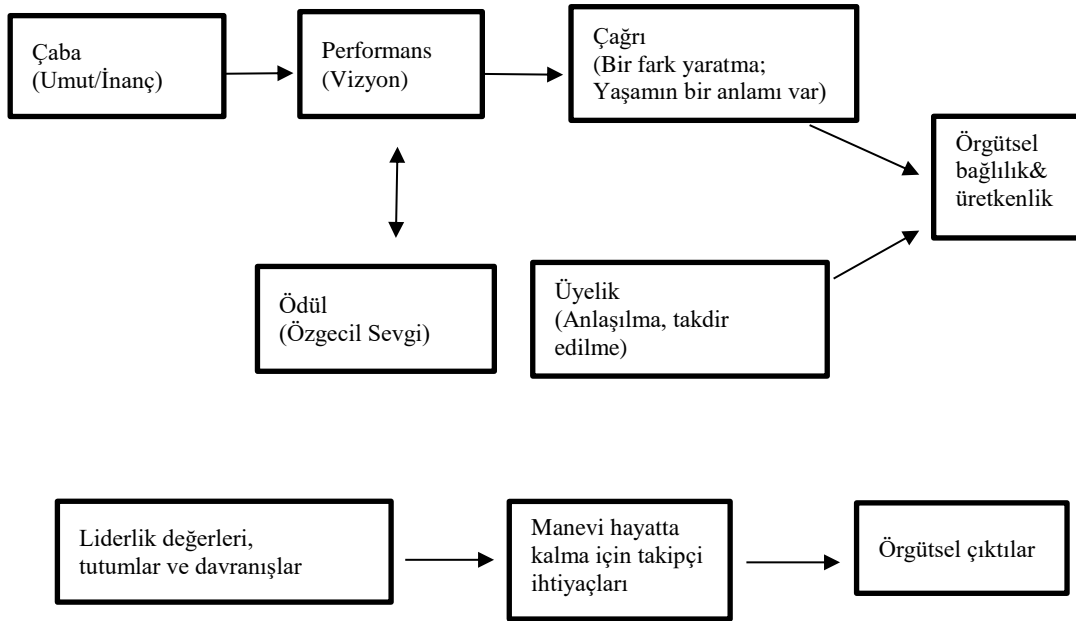 Çaba
(Umut/İnanç)
Performans
(Vizyon)
Çağrı
(Bir fark yaratma;
Yaşamın bir anlamı var)
Örgütsel
bağlılık&
üretkenlik
Ödül
(Özgecil Sevgi)
Üyelik
(Anlaşılma, takdir
edilme)
Liderlik değerleri,
tutumlar ve davranışlar
Manevi hayatta
kalma için takipçi
ihtiyaçları
Örgütsel çıktılar